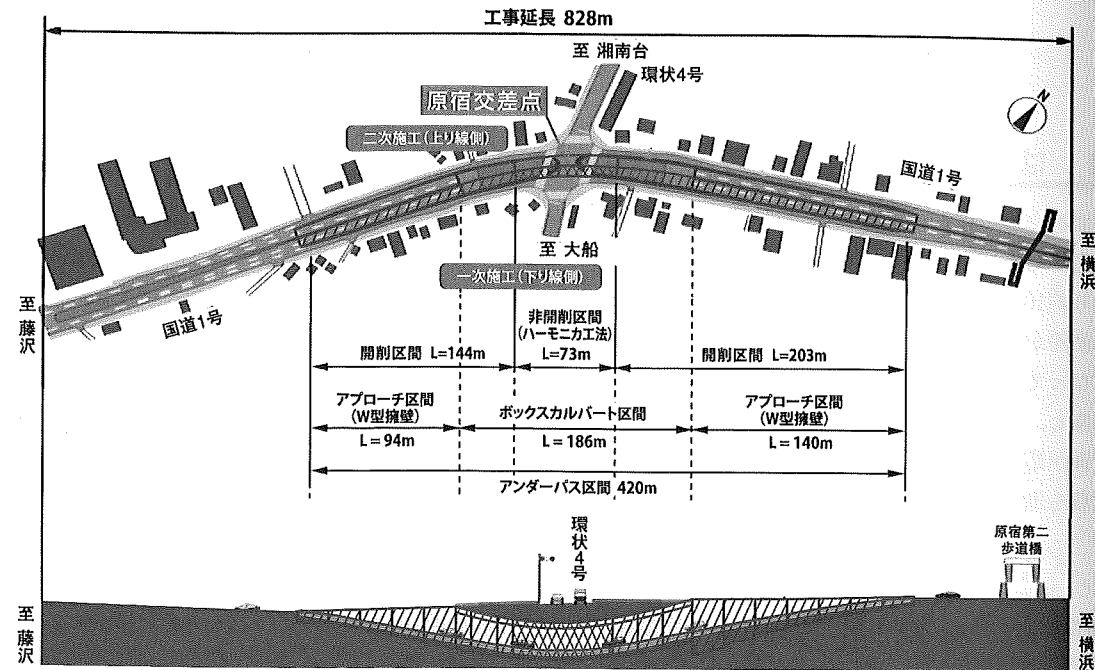 工事延長 828m
至 湘南台
環状4号
原宿交差点
二次施工(上り線側)
N
国道1号
至 横浜
至 大船
一次施工(下り線側)
至 藤沢
国道1号
非開削区間
(ハーモニカ工法)
開削区間 L=144m
L=73m
開削区間 L=203m
アプローチ区間
(W型擁壁)
ボックスカルバート区間
アプローチ区間
(W型擁壁)
L=94m
L=186m
L=140m
アンダーパス区間 420m
環状4号
原宿第二
歩道橋
至 藤沢
至 横浜